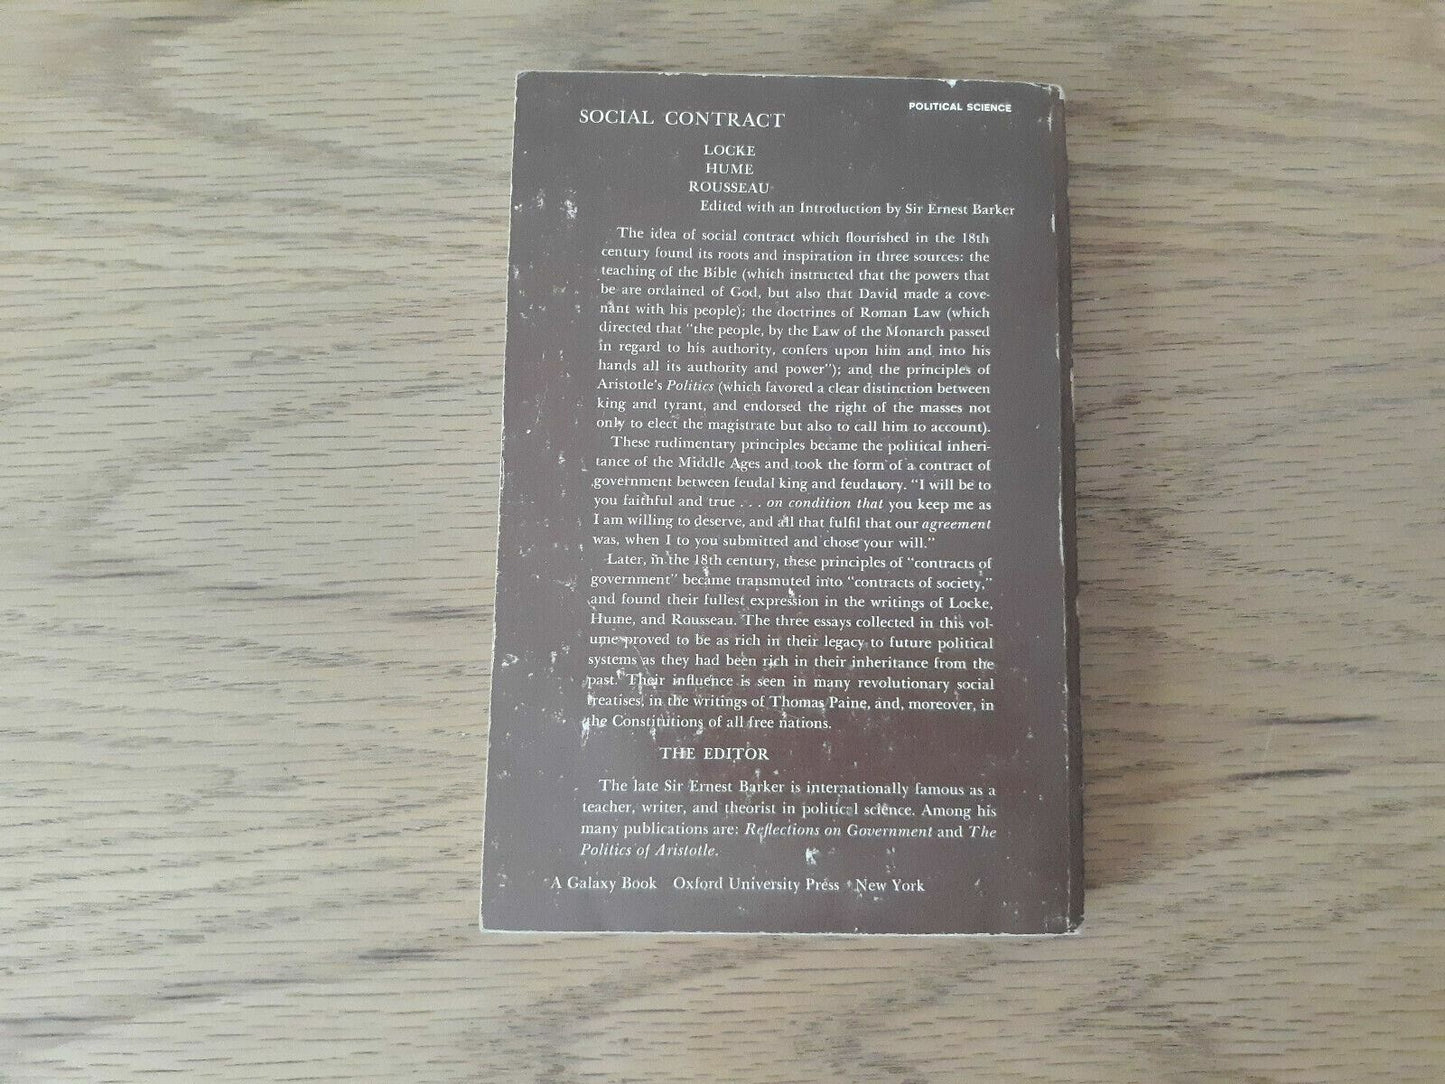 POLITICAL SCIENCE
SOCIAL CONTRACT
LOCKE
HUME
ROUSSEAU
Edited with an Introduction by Sir Ernest Barker
The idea of social contract which flourished in the 18th
century found its roots and inspiration in three sources: the
teaching of the Bible (which instructed that the powers that
be are ordained of God, but also that David made a cove-
nant with his people); the doctrines of Roman Law (which
directed that "the people, by the Law of the Monarch passed
in regard to his authority, confers upon him and into his
hands all its authority and power"); and the principles of
Aristotle's Politics (which favored a clear distinction between
king and tyrant, and endorsed the right of the masses not
only to elect the magistrate but also to call him to account).
These rudimentary principles became the political inheri-
tance of the Middle Ages and took the form of a contract of
government between feudal king and feudatory. "I will be to
you faithful and true . . . on condition that you keep me as
I am willing to deserve, and all that fulfil that our agreement
was, when I to you submitted and chose your will."
Later, in the 18th century, these principles of "contracts of
government" became transmuted into "contracts of society,"
and found their fullest expression in the writings of Locke,
Hume, and Rousseau. The three essays collected in this vol-
ume proved to be as rich in their legacy to future political
systems as they had been rich in their inheritance from the
past. Their influence is seen in many revolutionary social
treatises, in the writings of Thomas Paine, and, moreover, in
the Constitutions of all free nations.
THE EDITOR
The late Sir Ernest Barker is internationally famous as a
teacher, writer, and theorist in political science. Among his
many publications are: Reflections on Government and The
Politics of Aristotle.
A Galaxy Book Oxford University Press New York